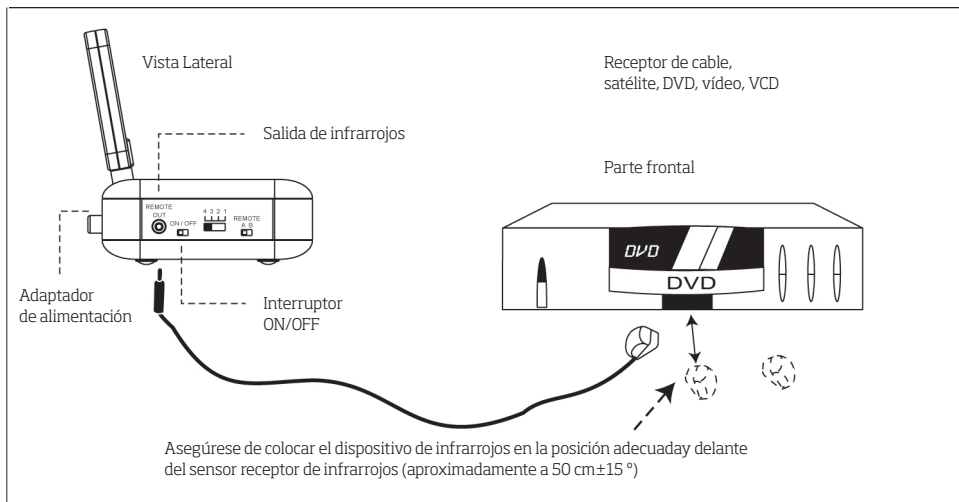 Vista Lateral
Receptor de cable,
satélite, DVD, vídeo, VCD
Salida de infrarrojos
Parte frontal
REMOTE
OUT
ON / OFF
4 3 2 1
REMOTE
A B
DVD
DVD
Adaptador
de alimentación
Interruptor
ON/OFF
Asegúrese de colocar el dispositivo de infrarrojos en la posición adecuaday delante
del sensor receptor de infrarrojos (aproximadamente a 50 cm±15 º)